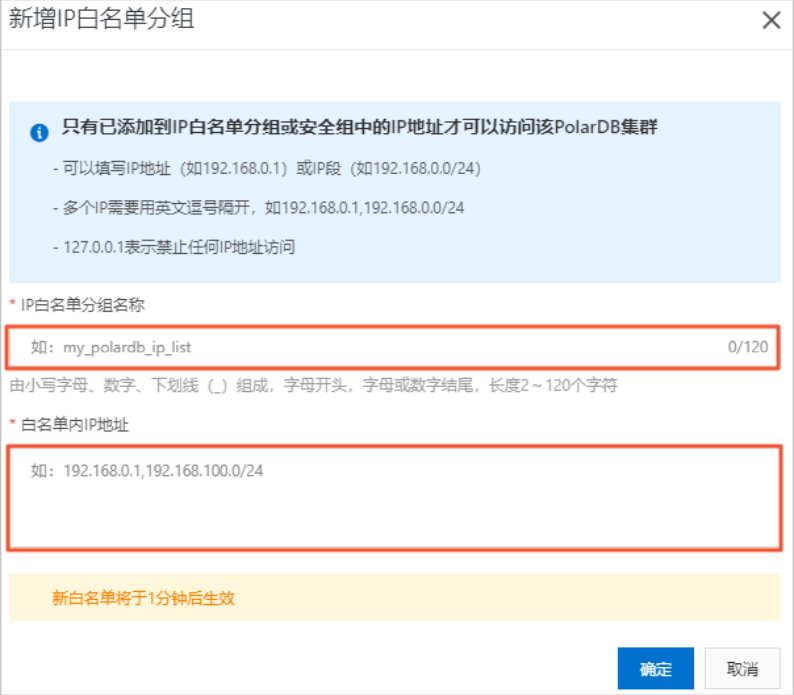 新增IP白名单分组
只有已添加到IP白名单分组或安全组中的IP地址才可以访问该PolarDB集群
- 可以填写IP地址（如192.168.0.1）或IP段（如192.168.0.0/24）
- 多个IP需要用英文逗号隔开，如192.168.0.1,192.168.0.0/24
- 127.0.0.1表示禁止任何IP地址访问
* IP白名单分组名称
如：my_polardb_ip_list 0/120
由小写字母、数字、下划线（_）组成，字母开头，字母或数字结尾，长度2～120个字符
* 白名单内IP地址
如：192.168.0.1,192.168.100.0/24
新白名单将于1分钟后生效
确定 取消